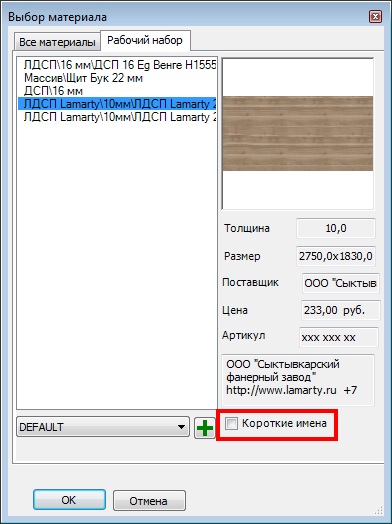 Выбор материала
Все материалы
Рабочий набор
ЛДСП\16 мм\ДСП 16 Eg Венге H1555
Массив\Щит Бук 22 мм
ДСП\16 мм
ЛДСП Lamarty\10мм\ЛДСП Lamarty 2
ЛДСП Lamarty\10мм\ЛДСП Lamarty 2
Толщина 10,0
Размер 2750,0x1830,0
Поставщик ООО "Сыктыв
Цена 233,00 руб.
Артикул xxx xxx xx
ООО "Сыктывкарский
фанерный завод"
http://www.lamarty.ru +7
DEFAULT
Короткие имена
OK
Отмена